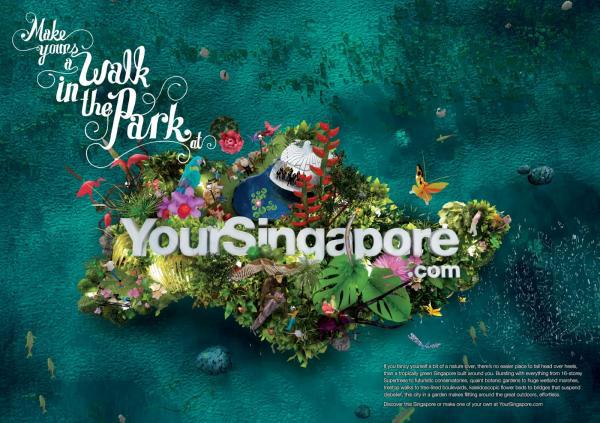 Make
yours
a Walk
in the
Park at
YourSingapore
.com
If you fancy yourself a bit of a nature lover, there's no easier place to fall head over heels,
than a tropically green Singapore built around you. Bursting with everything from 16-storey
Supertrees to futuristic conservatories, quaint botanic gardens to huge wetland marshes,
treetop walks to tree-lined boulevards, kaleidoscopic flower beds to bridges that suspend
disbelief, this city in a garden makes flitting around the great outdoors, effortless.
Discover this Singapore or make one of your own at YourSingapore.com